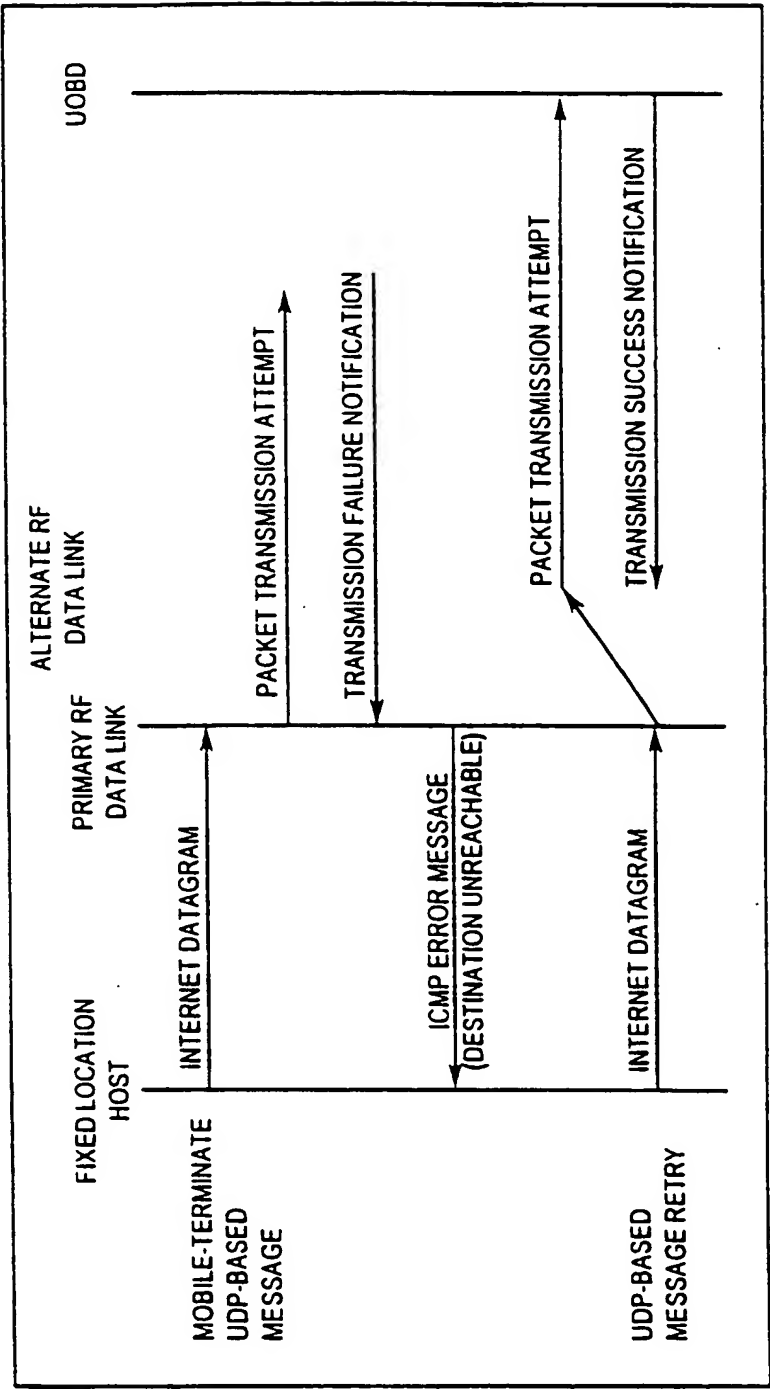 FIXED LOCATION
HOST
PRIMARY RF
DATA LINK
ALTERNATE RF
DATA LINK
UOBD
MOBILE-TERMINATE
UDP-BASED
MESSAGE
INTERNET DATAGRAM
PACKET TRANSMISSION ATTEMPT
TRANSMISSION FAILURE NOTIFICATION
ICMP ERROR MESSAGE
(DESTINATION UNREACHABLE)
UDP-BASED
MESSAGE RETRY
INTERNET DATAGRAM
PACKET TRANSMISSION ATTEMPT
TRANSMISSION SUCCESS NOTIFICATION